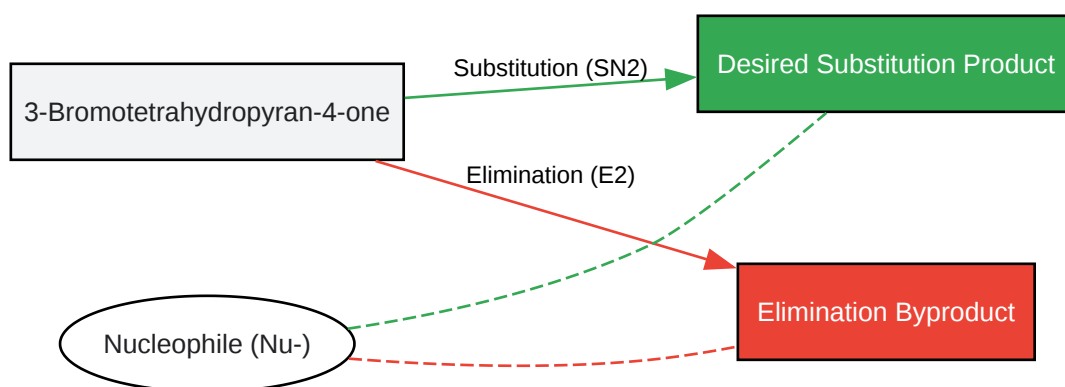 Substitution (SN2)
Desired Substitution Product
3-Bromotetrahydropyran-4-one
Elimination (E2)
Elimination Byproduct
Nucleophile (Nu-)